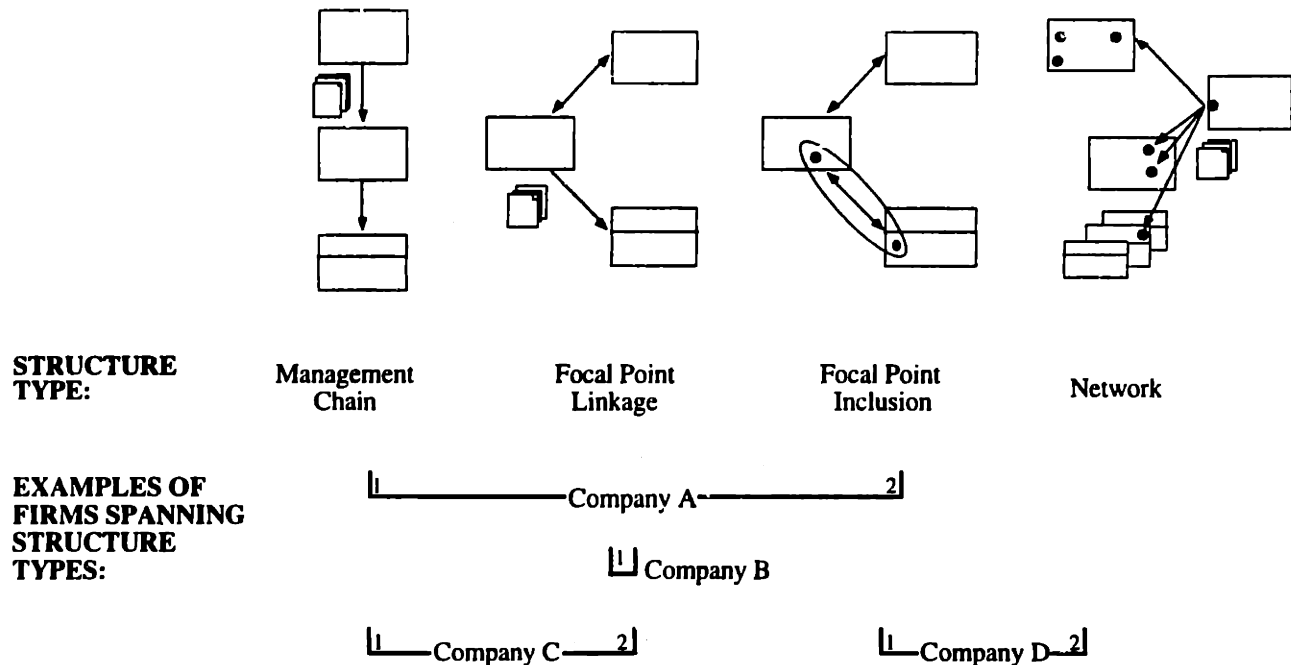 STRUCTURE
TYPE:
Management
Chain
Focal Point
Linkage
Focal Point
Inclusion
Network
EXAMPLES OF
FIRMS SPANNING
STRUCTURE
TYPES:
1 Company A 2
1 Company B
1 Company C 2
1 Company D 2